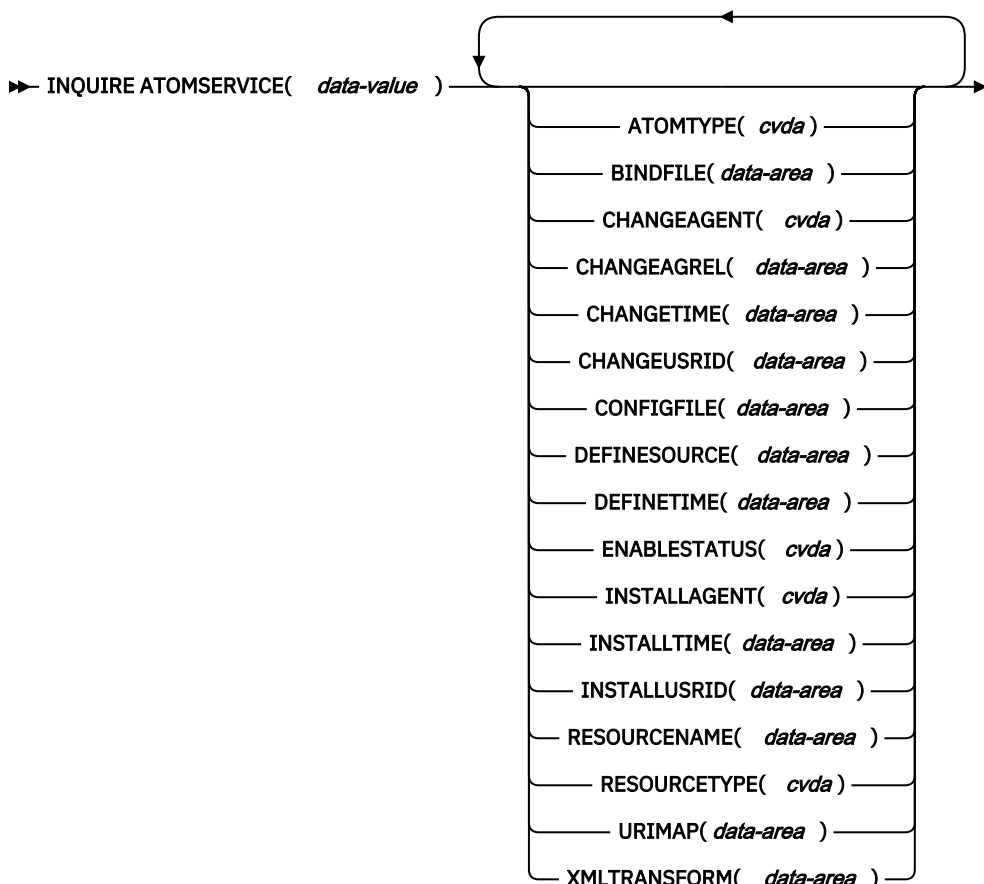 INQUIRE ATOMSERVICE( data-value )
ATOMTYPE( cvda )
BINDFILE( data-area )
CHANGEAGENT( cvda )
CHANGEAGREL( data-area )
CHANGETIME( data-area )
CHANGEUSRID( data-area )
CONFIGFILE( data-area )
DEFINESOURCE( data-area )
DEFINETIME( data-area )
ENABLESTATUS( cvda )
INSTALLAGENT( cvda )
INSTALLTIME( data-area )
INSTALLUSRID( data-area )
RESOURCENAME( data-area )
RESOURCETYPE( cvda )
URIMAP( data-area )
XMLTRANSFORM( data-area )